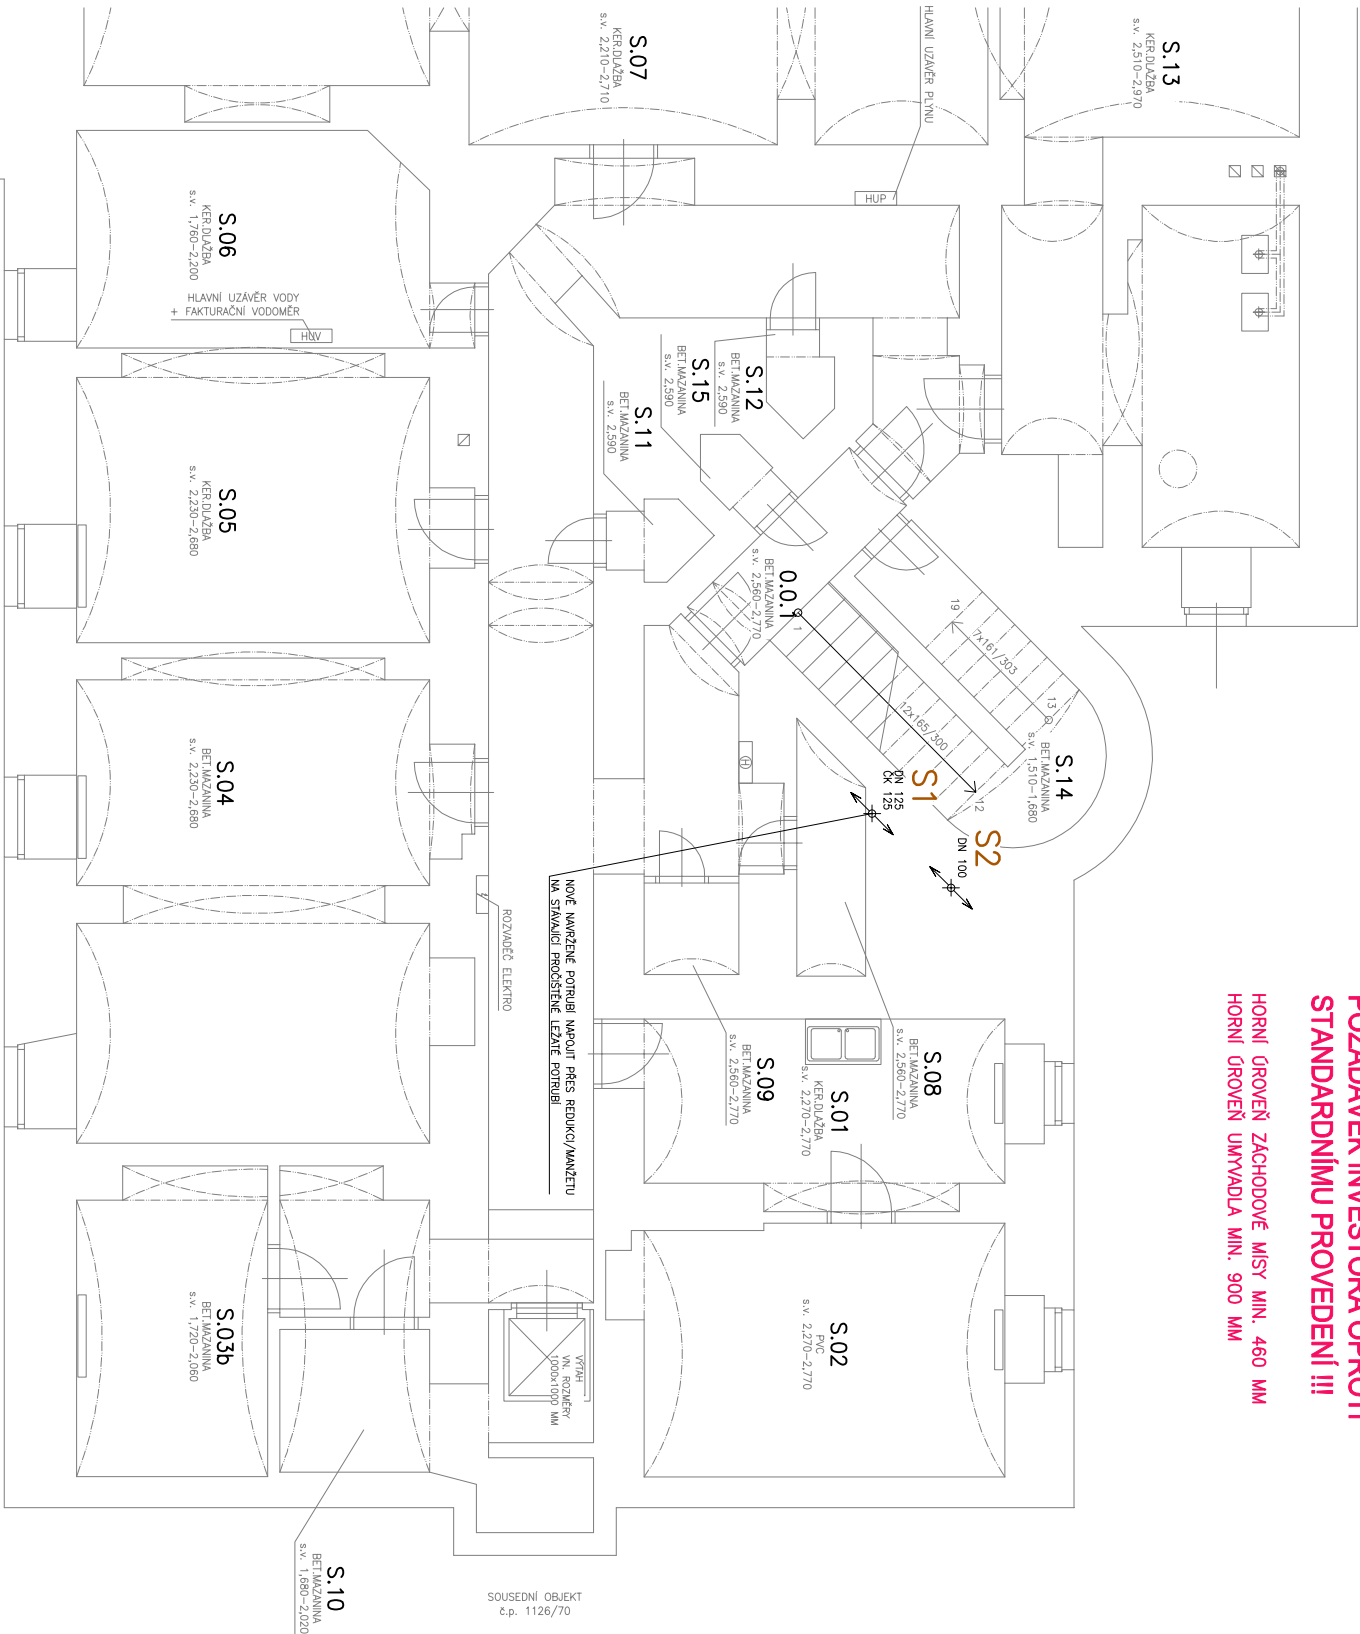 S.13
KER.DLAŽBA
s.v. 2,510-2,970
HLAVNÍ UZÁVĚR PLYNU
HUP
S.07
KER.DLAŽBA
s.v. 2,210-2,710
S.06
KER.DLAŽBA
s.v. 1,760-2,200
HLAVNÍ UZÁVĚR VODY
+ FAKTURAČNÍ VODOMĚR
HUV
S.12
BET.MAZANINA
s.v. 2,590
S.15
BET.MAZANINA
s.v. 2,590
S.11
BET.MAZANINA
s.v. 2,590
S.05
KER.DLAŽBA
s.v. 2,230-2,680
0.0.1
BET.MAZANINA
s.v. 2,560-2,770
1
19
7x161/303
13
12x165/300
12
S.14
BET.MAZANINA
s.v. 1,510-1,680
S1
DN 125
ČK 125
S2
DN 100
H
S.04
BET.MAZANINA
s.v. 2,230-2,680
ROZVADĚČ ELEKTRO
NOVĚ NAVRŽENÉ POTRUBÍ NAPOJIT PŘES REDUKCI/MANŽETU
NA STÁVAJÍCÍ PROČIŠTĚNÉ LEŽATÉ POTRUBÍ
STANDARDNÍMU PROVEDENÍ !!!
HORNÍ ÚROVEŇ ZÁCHODOVÉ MÍSY MIN. 460 MM
HORNÍ ÚROVEŇ UMYVADLA MIN. 900 MM
S.08
BET.MAZANINA
s.v. 2,560-2,770
S.01
KER.DLAŽBA
s.v. 2,270-2,770
S.09
BET.MAZANINA
s.v. 2,560-2,770
S.02
PVC
s.v. 2,270-2,770
VÝTAH
VN. ROZMĚRY
1000x1000 MM
S.03b
BET.MAZANINA
s.v. 1,720-2,060
S.10
BET.MAZANINA
s.v. 1,680-2,020
SOUSEDNÍ OBJEKT
č.p. 1126/70